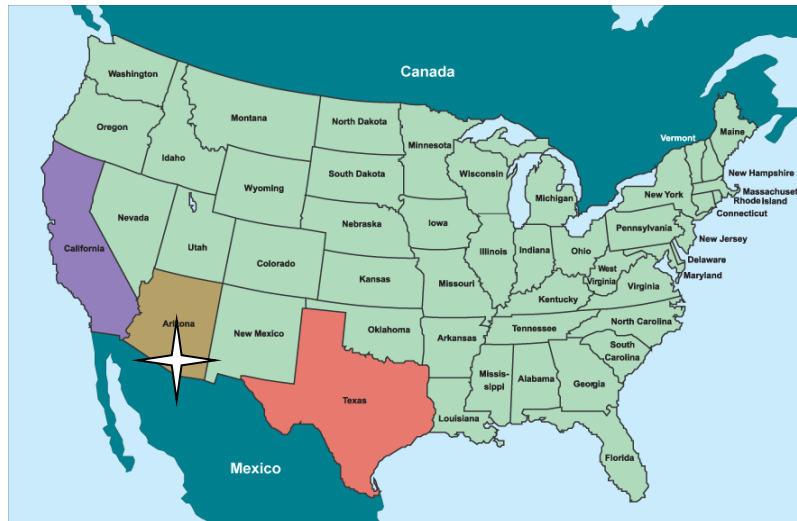 Canada
Washington
Montana
North Dakota
Minnesota
Vermont
Maine
Oregon
Idaho
South Dakota
Wisconsin
Michigan
New Hampshire
Wyoming
New York
Massachuset
Rhode Island
Connecticut
Nevada
Nebraska
Iowa
Pennsylvania
New Jersey
California
Utah
Colorado
Illinois
Indiana
Ohio
Delaware
Maryland
Kansas
Missouri
West
Virginia
Virginia
Kentucky
Arizona
New Mexico
Oklahoma
Arkansas
Tennessee
North Carolina
South
Carolina
Texas
Missis-
sippi
Alabama
Georgia
Louisiana
Florida
Mexico